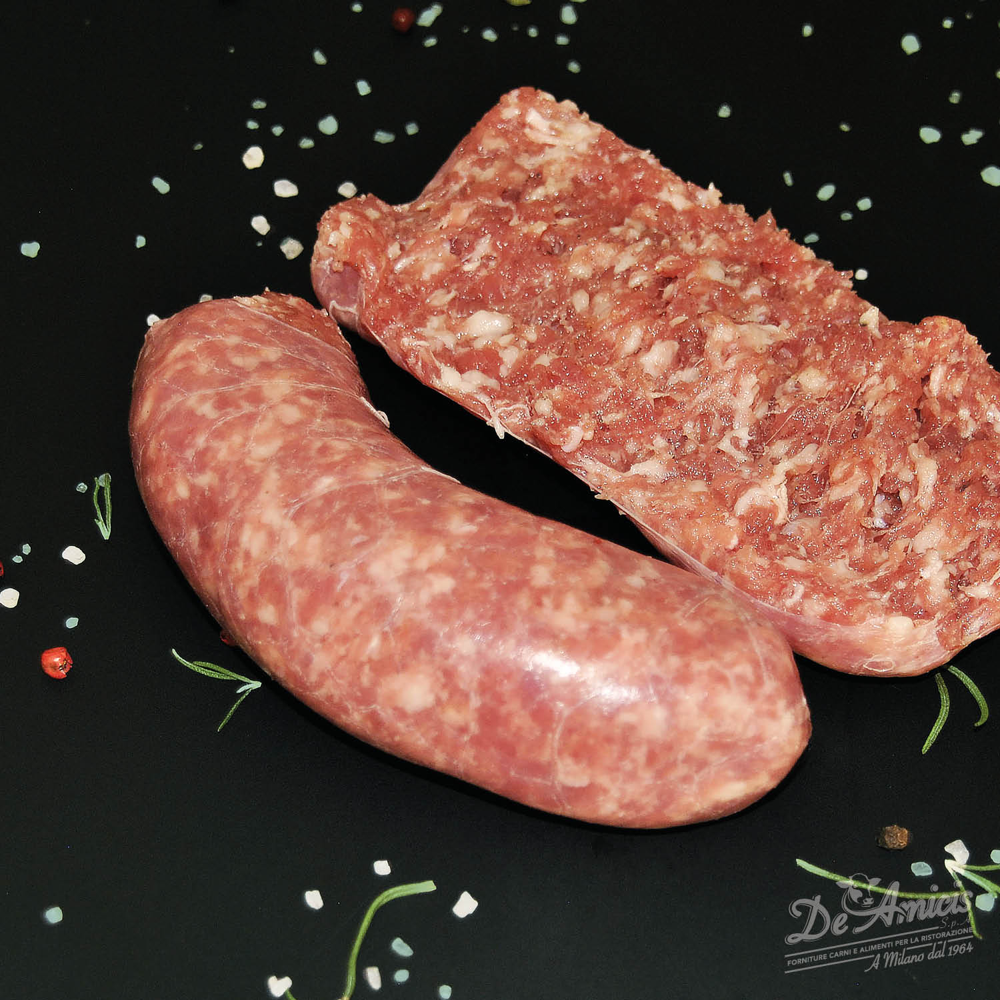 De Amicis
S.p.A
FORNITURE CARNI E ALIMENTI PER LA RISTORAZIONE
A Milano dal 1964